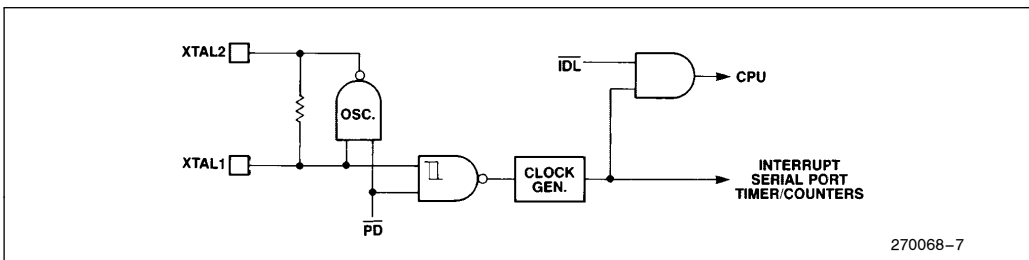 XTAL2
IDL
CPU
OSC.
XTAL1
CLOCK
GEN.
INTERRUPT
SERIAL PORT
TIMER/COUNTERS
PD
270068-7